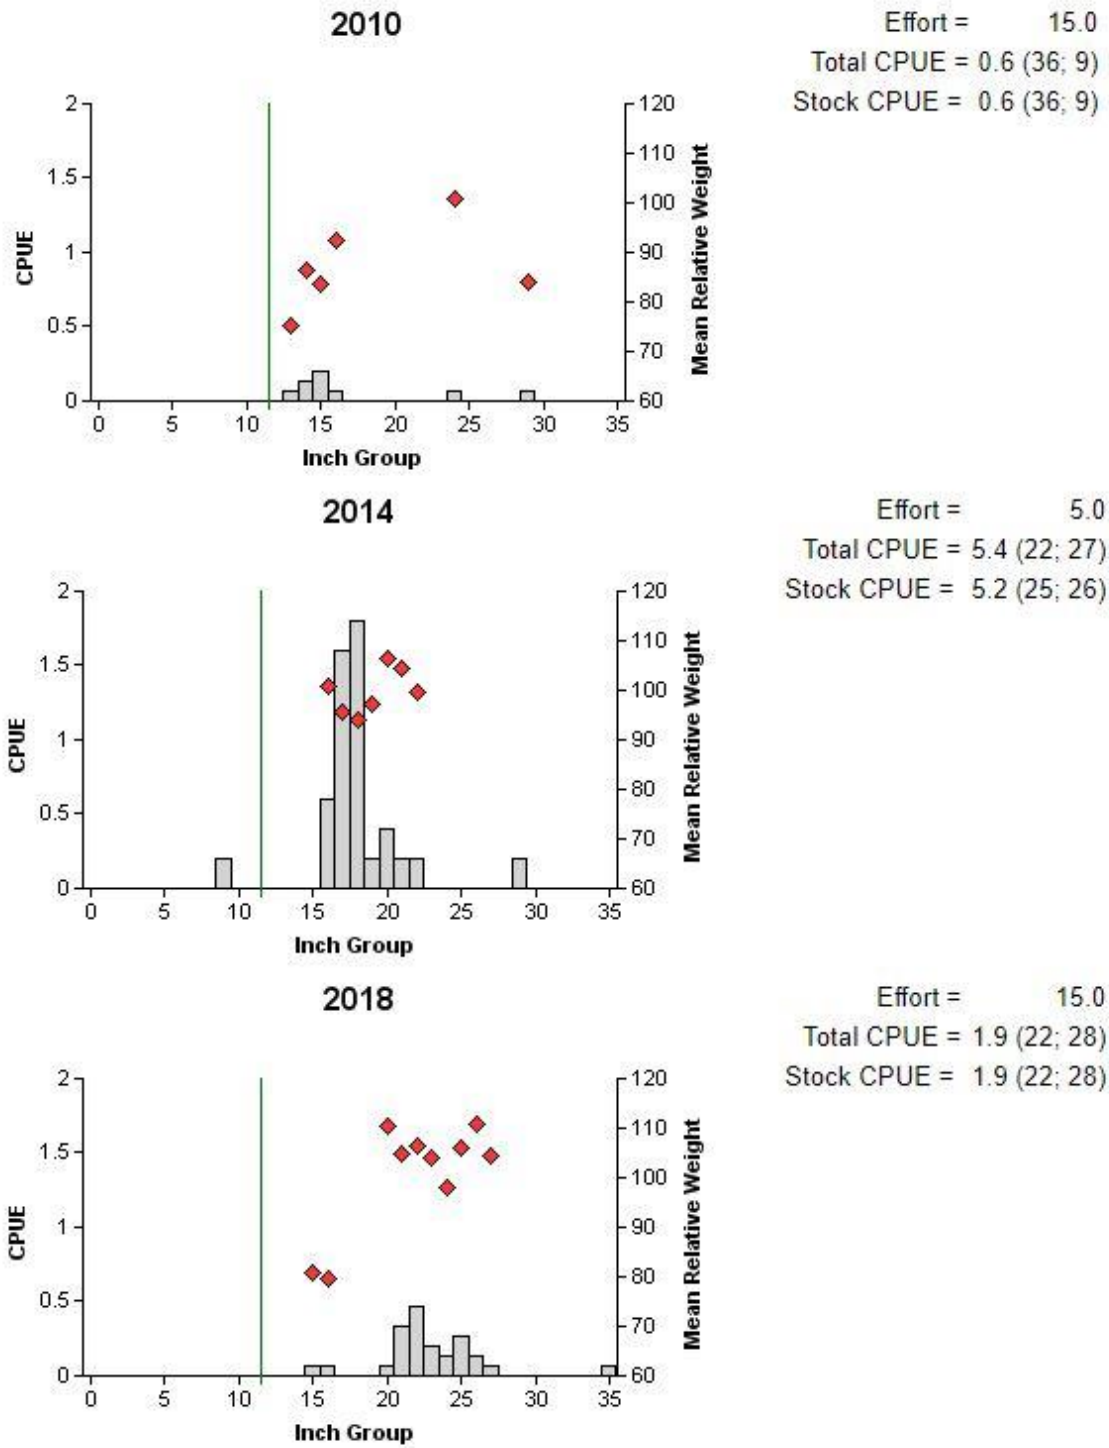 2010
Effort = 15.0
Total CPUE = 0.6 (36; 9)
Stock CPUE = 0.6 (36; 9)
2 120
110
1.5 100
1 90
80
0.5 70
0 60
CPUE
Mean Relative Weight
0 5 10 15 20 25 30 35
Inch Group
2014
Effort = 5.0
Total CPUE = 5.4 (22; 27)
Stock CPUE = 5.2 (25; 26)
2 120
110
1.5 100
1 90
80
0.5 70
0 60
CPUE
Mean Relative Weight
0 5 10 15 20 25 30 35
Inch Group
2018
Effort = 15.0
Total CPUE = 1.9 (22; 28)
Stock CPUE = 1.9 (22; 28)
2 120
110
1.5 100
1 90
80
0.5 70
0 60
CPUE
Mean Relative Weight
0 5 10 15 20 25 30 35
Inch Group